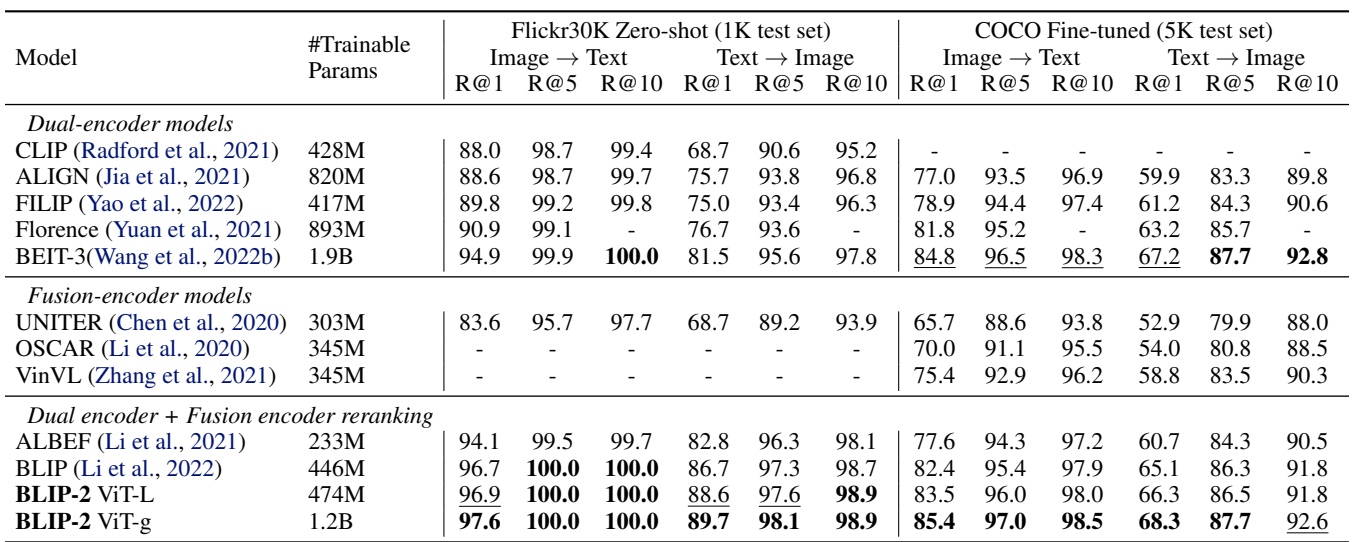 Model #Trainable Params Flickr30K Zero-shot (1K test set) COCO Fine-tuned (5K test set)
Image → Text Text → Image Image → Text Text → Image
R@1 R@5 R@10 R@1 R@5 R@10 R@1 R@5 R@10 R@1 R@5 R@10
Dual-encoder models
CLIP (Radford et al., 2021) 428M 88.0 98.7 99.4 68.7 90.6 95.2 - - - - - -
ALIGN (Jia et al., 2021) 820M 88.6 98.7 99.7 75.7 93.8 96.8 77.0 93.5 96.9 59.9 83.3 89.8
FILIP (Yao et al., 2022) 417M 89.8 99.2 99.8 75.0 93.4 96.3 78.9 94.4 97.4 61.2 84.3 90.6
Florence (Yuan et al., 2021) 893M 90.9 99.1 - 76.7 93.6 - 81.8 95.2 - 63.2 85.7 -
BEIT-3(Wang et al., 2022b) 1.9B 94.9 99.9 100.0 81.5 95.6 97.8 84.8 96.5 98.3 67.2 87.7 92.8
Fusion-encoder models
UNITER (Chen et al., 2020) 303M 83.6 95.7 97.7 68.7 89.2 93.9 65.7 88.6 93.8 52.9 79.9 88.0
OSCAR (Li et al., 2020) 345M - - - - - - 70.0 91.1 95.5 54.0 80.8 88.5
VinVL (Zhang et al., 2021) 345M - - - - - - 75.4 92.9 96.2 58.8 83.5 90.3
Dual encoder + Fusion encoder reranking
ALBEF (Li et al., 2021) 233M 94.1 99.5 99.7 82.8 96.3 98.1 77.6 94.3 97.2 60.7 84.3 90.5
BLIP (Li et al., 2022) 446M 96.7 100.0 100.0 86.7 97.3 98.7 82.4 95.4 97.9 65.1 86.3 91.8
BLIP-2 ViT-L 474M 96.9 100.0 100.0 88.6 97.6 98.9 83.5 96.0 98.0 66.3 86.5 91.8
BLIP-2 ViT-g 1.2B 97.6 100.0 100.0 89.7 98.1 98.9 85.4 97.0 98.5 68.3 87.7 92.6